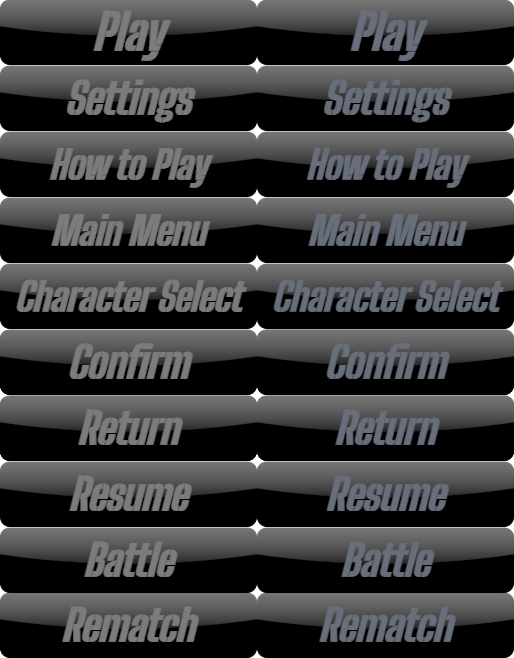 Play Play
Settings Settings
How to Play How to Play
Main Menu Main Menu
Character Select Character Select
Confirm Confirm
Return Return
Resume Resume
Battle Battle
Rematch Rematch